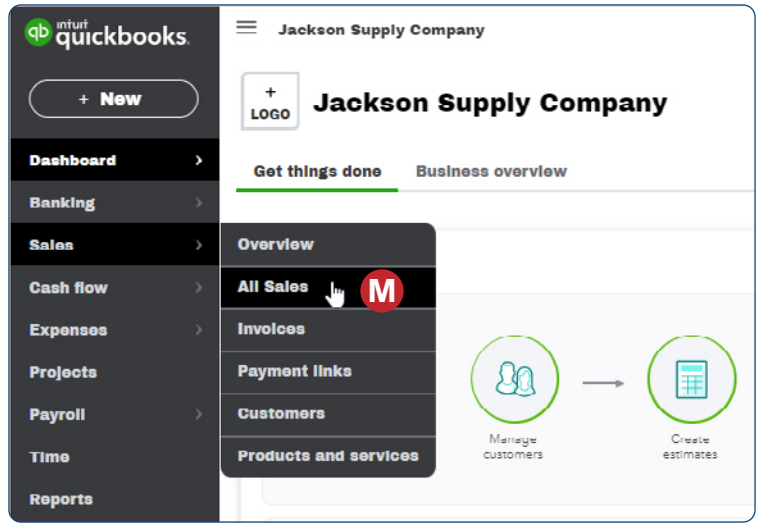 qb intuit quickbooks.
Jackson Supply Company
+ New
+
LOGO
Jackson Supply Company
Dashboard
Get things done
Business overview
Banking
Sales
Overview
Cash flow
All Sales
M
Expenses
Invoices
Projects
Payment links
Payroll
Customers
Manage
customers
Create
estimates
Time
Products and services
Reports